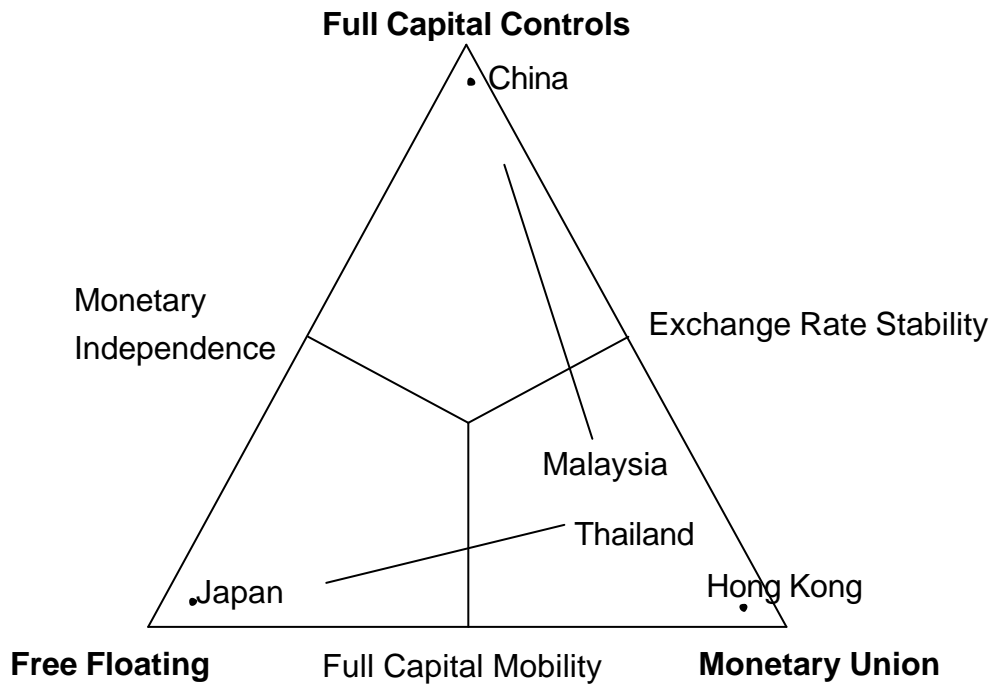 Full Capital Controls
China
Monetary
Independence
Exchange Rate Stability
Malaysia
Thailand
Japan
Hong Kong
Free Floating
Full Capital Mobility
Monetary Union